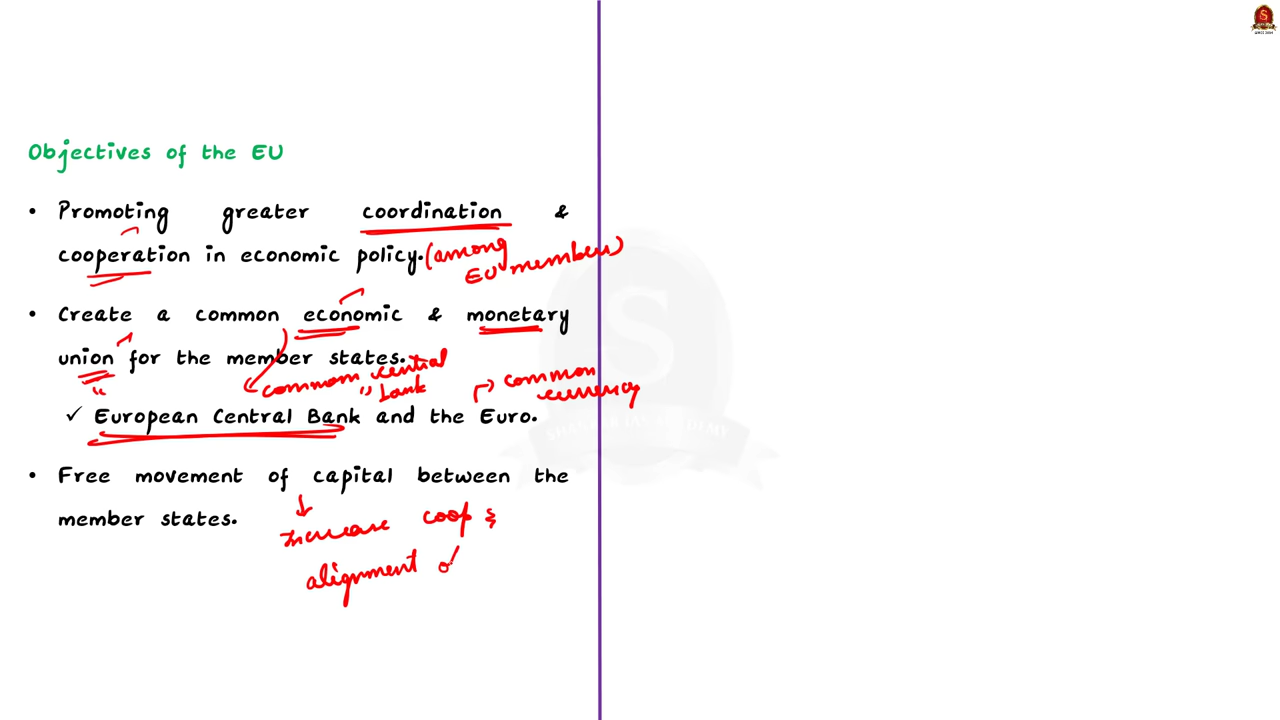 Objectives of the EU
• Promoting greater coordination &
cooperation in economic policy. (among
EU members)
• Create a common economic & monetary
union for the member states.
common central
bank
common
currency
✓ European Central Bank and the Euro.
• Free movement of capital between the
member states.
Increase coop &
alignment of
S